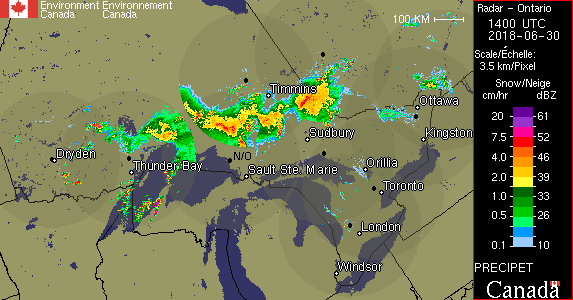 Environment Environnement
Canada Canada
100 KM
Timmins
Ottawa
Sudbury
Kingston
Dryden
Thunder Bay
N/O
Sault Ste. Marie
Orillia
Toronto
London
Windsor
Radar - Ontario
1400 UTC
2018-06-30
Scale/Échelle:
3.5 km/Pixel
Snow/Neige
cm/hr dBZ
20 61
7.5 52
4.0 46
2.0 39
1.0 33
0.5 26
0.1 10
PRECIPET
Canada